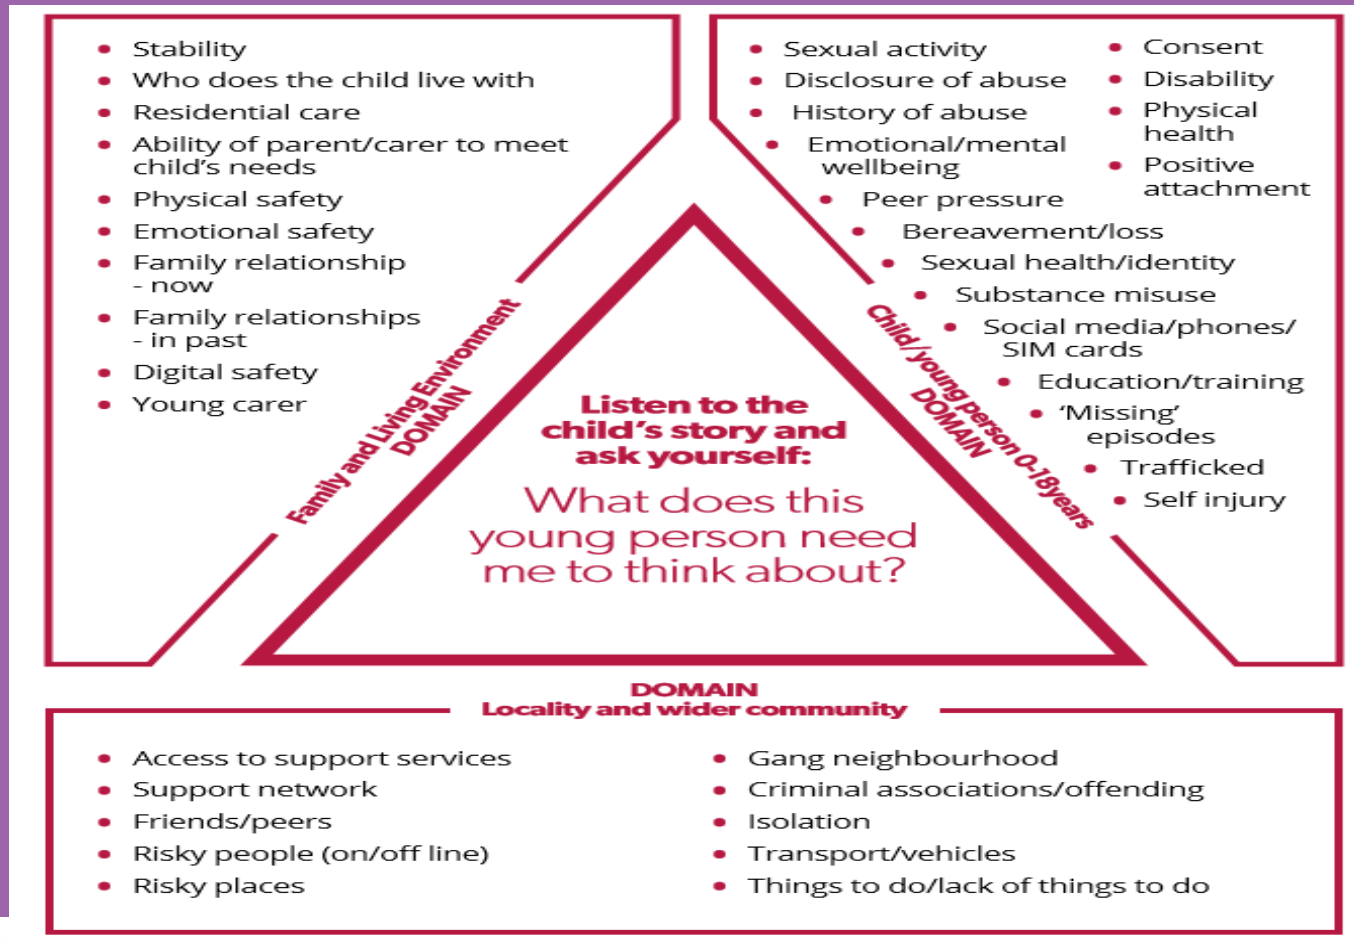 Stability
Who does the child live with
Residential care
Ability of parent/carer to meet
child's needs
Physical safety
Emotional safety
Family relationship
- now
Family relationships
- in past
Digital safety
Young carer
Family and Living Environment
DOMAIN
Sexual activity
Disclosure of abuse
History of abuse
Emotional/mental
wellbeing
Peer pressure
Bereavement/loss
Sexual health/identity
Substance misuse
Social media/phones/
SIM cards
Education/training
‘Missing’
episodes
Trafficked
Self injury
Consent
Disability
Physical
health
Positive
attachment
Child/young person 0-18years
DOMAIN
Listen to the
child's story and
ask yourself:
What does this
young person need
me to think about?
DOMAIN
Locality and wider community
Access to support services
Support network
Friends/peers
Risky people (on/off line)
Risky places
Gang neighbourhood
Criminal associations/offending
Isolation
Transport/vehicles
Things to do/lack of things to do